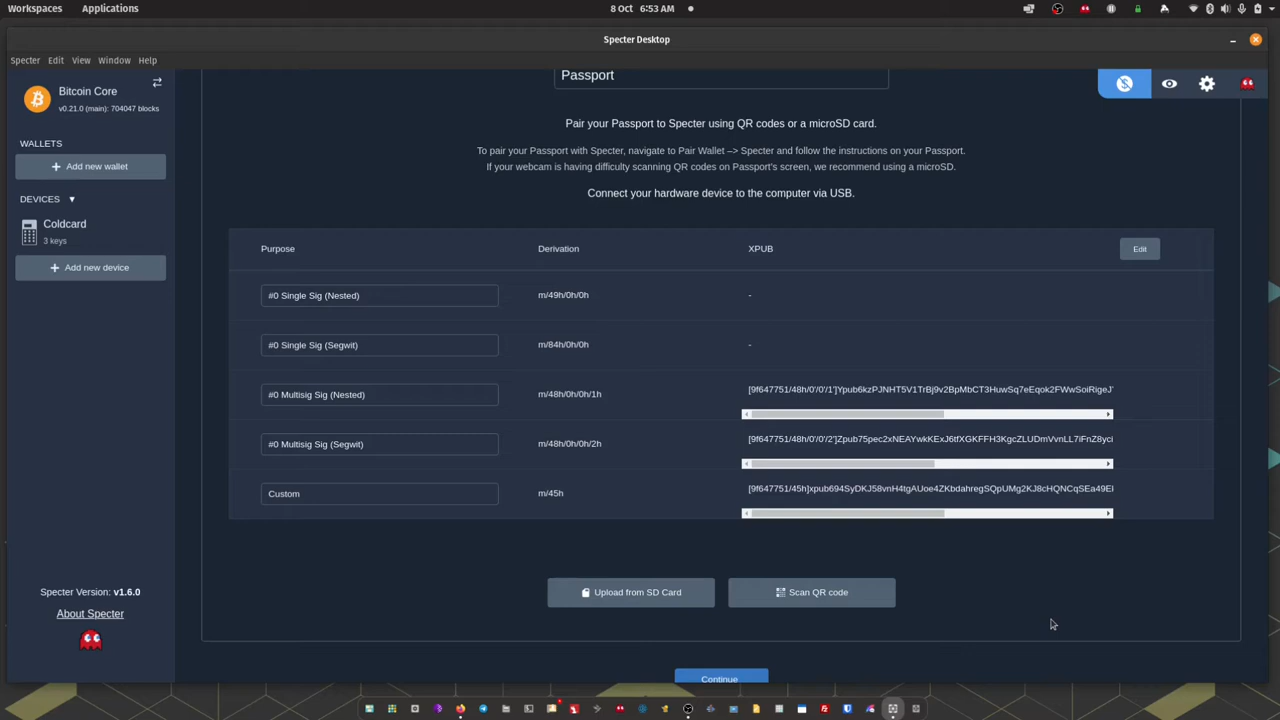 Workspaces Applications 8 Oct 6:53 AM
Specter Desktop
Specter Edit View Window Help
Bitcoin Core
v0.21.0 (main): 704047 blocks
WALLETS
Add new wallet
DEVICES
Coldcard
3 keys
Add new device
Specter Version: v1.6.0
About Specter
Passport
Pair your Passport to Specter using QR codes or a microSD card.
To pair your Passport with Specter, navigate to Pair Wallet –> Specter and follow the instructions on your Passport.
If your webcam is having difficulty scanning QR codes on Passport's screen, we recommend using a microSD.
Connect your hardware device to the computer via USB.
Purpose Derivation XPUB Edit
#0 Single Sig (Nested) m/49h/0h/0h -
#0 Single Sig (Segwit) m/84h/0h/0h -
#0 Multisig Sig (Nested) m/48h/0h/0h/1h [9f647751/48h/0'/0'/1']Ypub6kzPJNHT5V1TrBj9v2BpMbCT3HuwSq7eEqok2FWwSoiRigeJ
#0 Multisig Sig (Segwit) m/48h/0h/0h/2h [9f647751/48h/0'/0'/2']Zpub75pec2xNEAYwkKExJ6tfXGKFFH3KgcZLUDmVvnLL7iFnZ8yci
Custom m/45h [9f647751/45h]xpub694SyDKJ58vnH4tgAUoe4ZKbdahregSQpUMg2KJ8cHQNCqSEa49E
Upload from SD Card Scan QR code
Continue